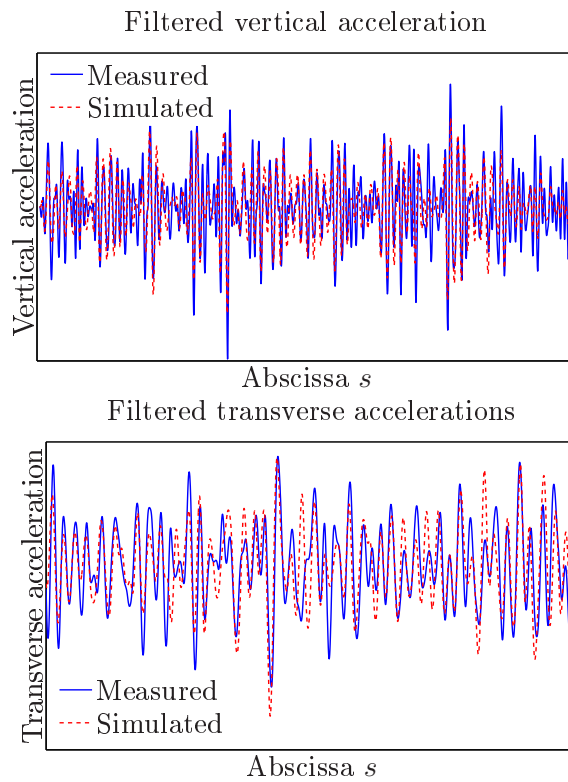 Filtered vertical acceleration
Measured
Simulated
Vertical acceleration
Abscissa s
Filtered transverse accelerations
Transverse acceleration
Measured
Simulated
Abscissa s